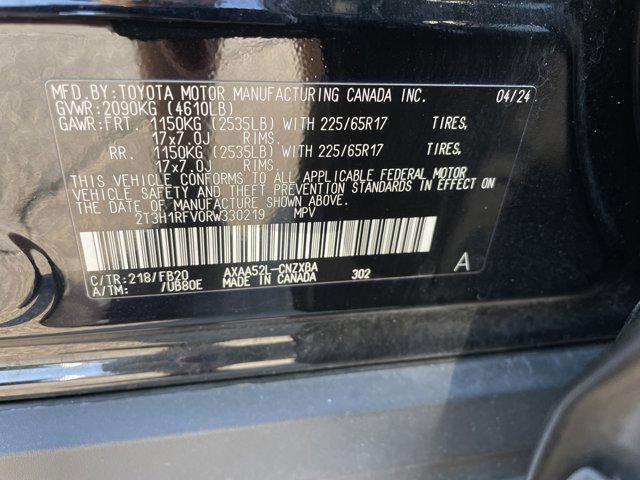 MFD.BY:TOYOTA MOTOR MANUFACTURING CANADA INC. 04/24
GVWR:2090KG (4610LB)
GAWR:FRT. 1150KG (2535LB) WITH 225/65R17 TIRES,
17x7.0J RIMS.
RR. 1150KG (2535LB) WITH 225/65R17 TIRES,
17x7.0J RIMS.
THIS VEHICLE CONFORMS TO ALL APPLICABLE FEDERAL MOTOR
VEHICLE SAFETY AND THEFT PREVENTION STANDARDS IN EFFECT ON
THE DATE OF MANUFACTURE SHOWN ABOVE.
2T3H1RFV0RW330219 MPV
C/TR:218/FB20 AXAA52L-CNZXBA 302 A
A/TM: /UB80E MADE IN CANADA